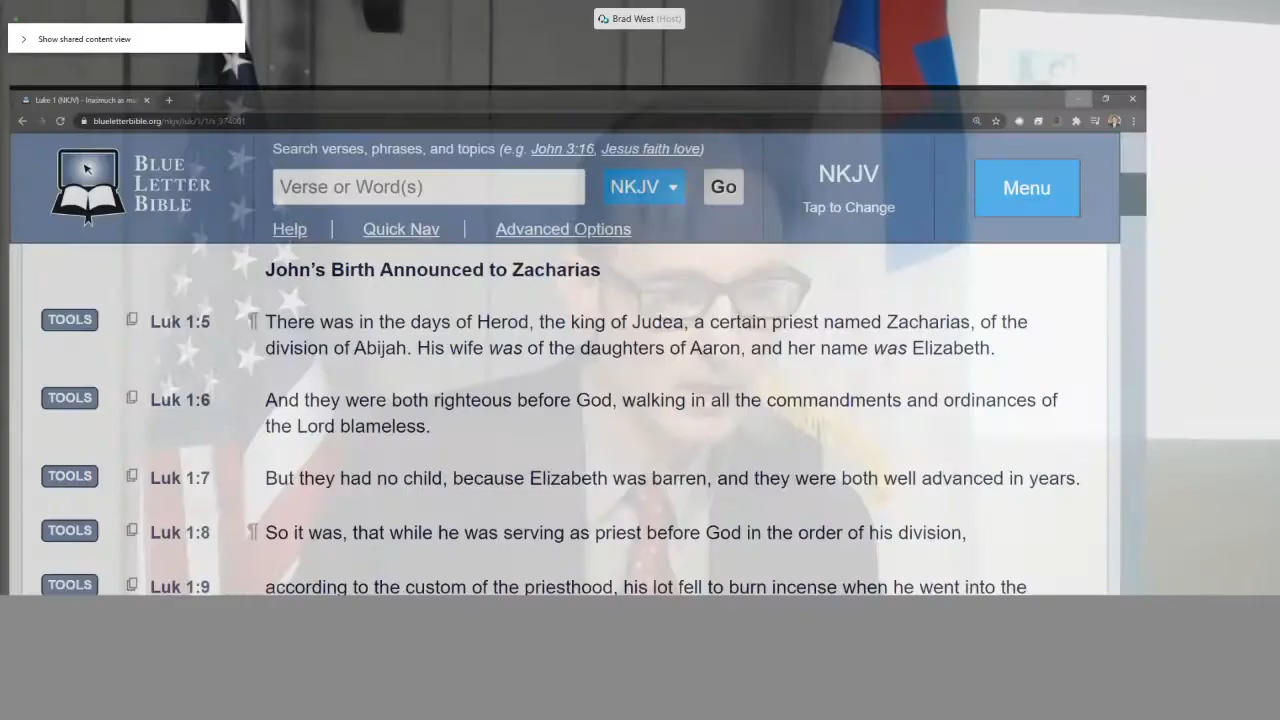 Brad West (Host)
Show shared content view
Luke 1 (NKJV) - Inasmuch as
blueletterbible.org/nkjv/luk/1/1/s_974001
Search verses, phrases, and topics (e.g. John 3:16, Jesus faith love)
BLUE
LETTER
BIBLE
Verse or Word(s)
NKJV
Go
NKJV
Tap to Change
Menu
Help | Quick Nav | Advanced Options
John's Birth Announced to Zacharias
TOOLS Luk 1:5 ¶ There was in the days of Herod, the king of Judea, a certain priest named Zacharias, of the
division of Abijah. His wife was of the daughters of Aaron, and her name was Elizabeth.
TOOLS Luk 1:6 And they were both righteous before God, walking in all the commandments and ordinances of
the Lord blameless.
TOOLS Luk 1:7 But they had no child, because Elizabeth was barren, and they were both well advanced in years.
TOOLS Luk 1:8 ¶ So it was, that while he was serving as priest before God in the order of his division,
TOOLS Luk 1:9 according to the custom of the priesthood, his lot fell to burn incense when he went into the